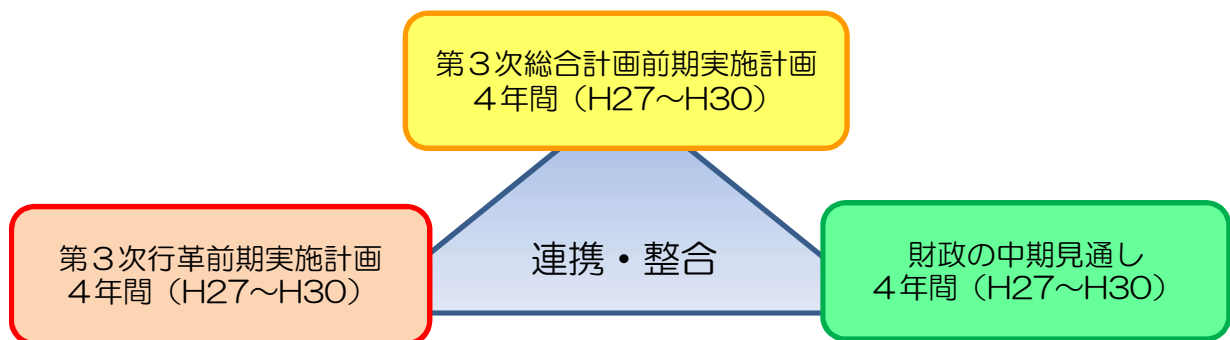 第３次総合計画前期実施計画
４年間（H27～H30）
第３次行革前期実施計画
４年間（H27～H30）
連携・整合
財政の中期見通し
４年間（H27～H30）